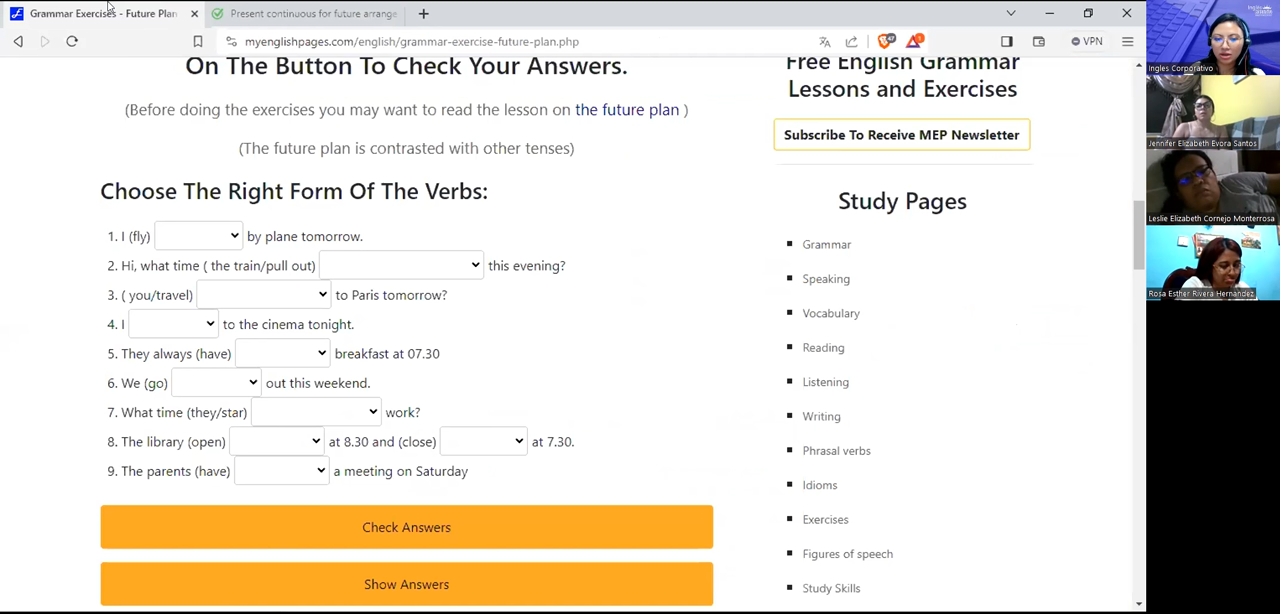 Grammar Exercises - Future Plan
Present continuous for future arrange
myenglishpages.com/english/grammar-exercise-future-plan.php
VPN
On The Button To Check Your Answers.
(Before doing the exercises you may want to read the lesson on the future plan )
(The future plan is contrasted with other tenses)
Choose The Right Form Of The Verbs:
1. I (fly) by plane tomorrow.
2. Hi, what time ( the train/pull out) this evening?
3. ( you/travel) to Paris tomorrow?
4. I to the cinema tonight.
5. They always (have) breakfast at 07.30
6. We (go) out this weekend.
7. What time (they/star) work?
8. The library (open) at 8.30 and (close) at 7.30.
9. The parents (have) a meeting on Saturday
Check Answers
Show Answers
Free English Grammar
Lessons and Exercises
Subscribe To Receive MEP Newsletter
Study Pages
Grammar
Speaking
Vocabulary
Reading
Listening
Writing
Phrasal verbs
Idioms
Exercises
Figures of speech
Study Skills
Ingles Corporativo
Jennifer Elizabeth Evora Santos
Leslie Elizabeth Cornejo Monterrosa
Rosa Esther Rivera Hernandez